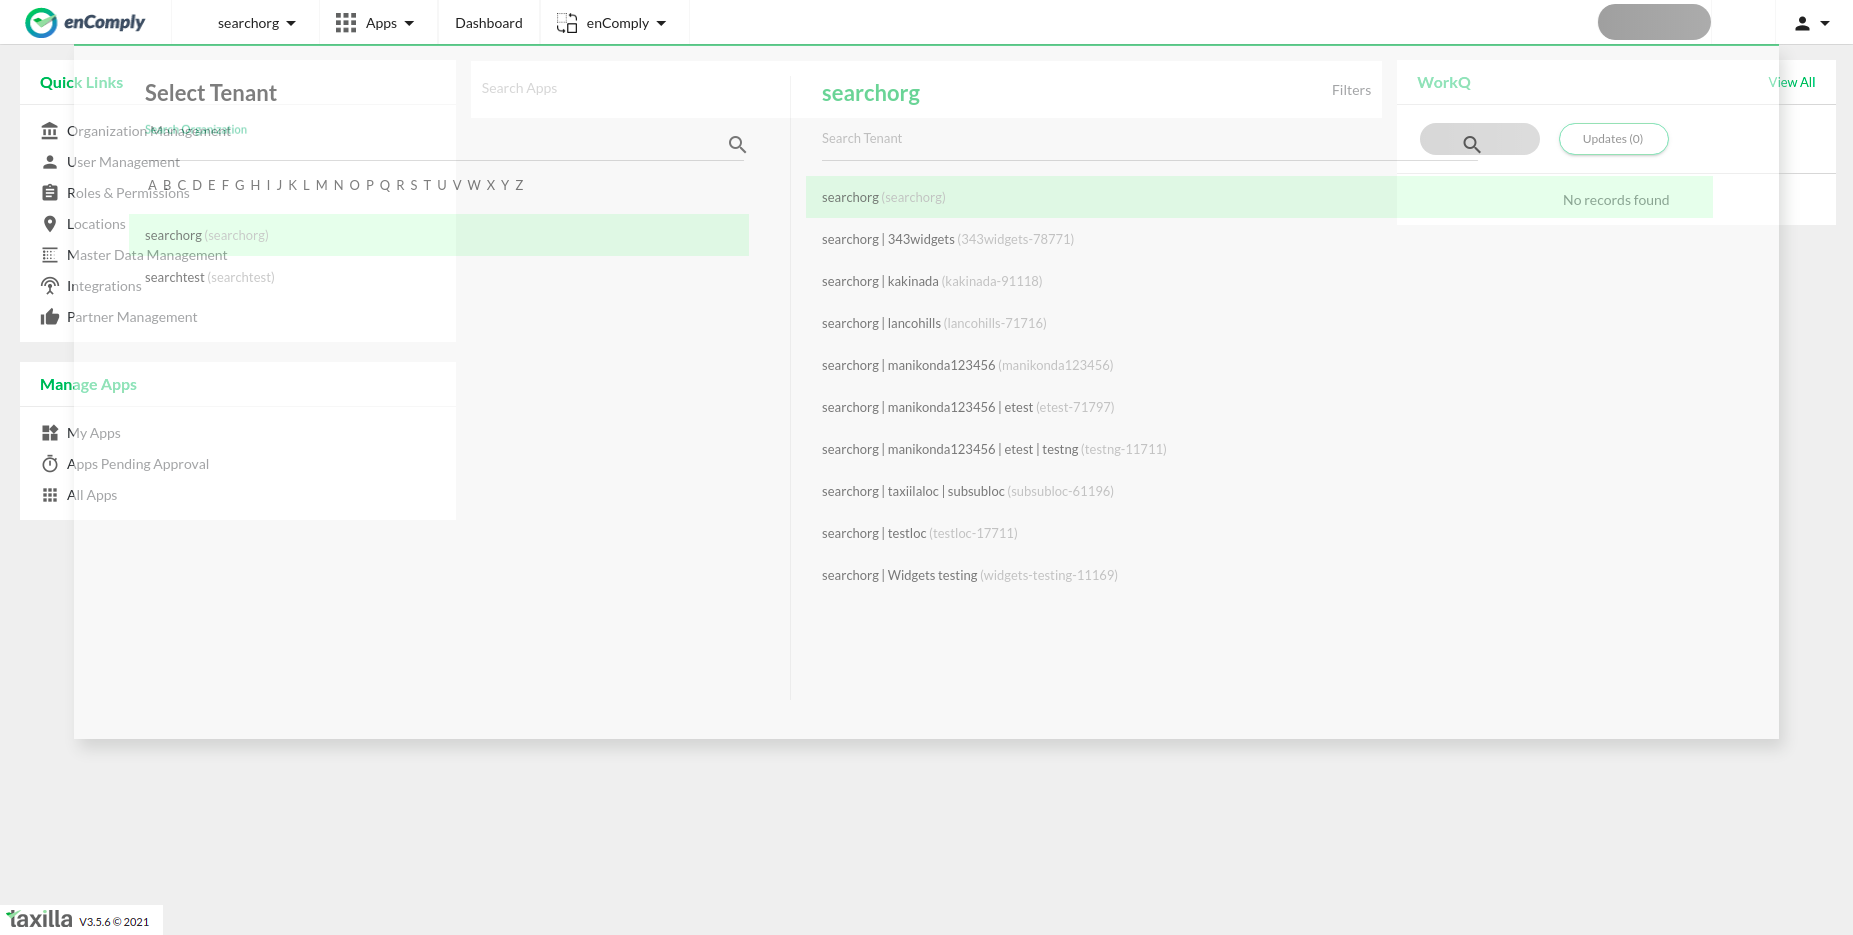 enComply
searchorg
Apps
Dashboard
enComply
Quick Links
Organization Management
User Management
Roles & Permissions
Locations
Master Data Management
Integrations
Partner Management
Manage Apps
My Apps
Apps Pending Approval
All Apps
Select Tenant
Search Organization
A B C D E F G H I J K L M N O P Q R S T U V W X Y Z
searchorg (searchorg)
searchtest (searchtest)
Search Apps
Filters
searchorg
Search Tenant
searchorg (searchorg)
searchorg | 343widgets (343widgets-78771)
searchorg | kakinada (kakinada-91118)
searchorg | lancohills (lancohills-71716)
searchorg | manikonda123456 (manikonda123456)
searchorg | manikonda123456 | etest (etest-71797)
searchorg | manikonda123456 | etest | testng (testng-11711)
searchorg | taxiilaloc | subsubloc (subsubloc-61196)
searchorg | testloc (testloc-17711)
searchorg | Widgets testing (widgets-testing-11169)
WorkQ
View All
Updates (0)
No records found
taxilla V3.5.6 © 2021